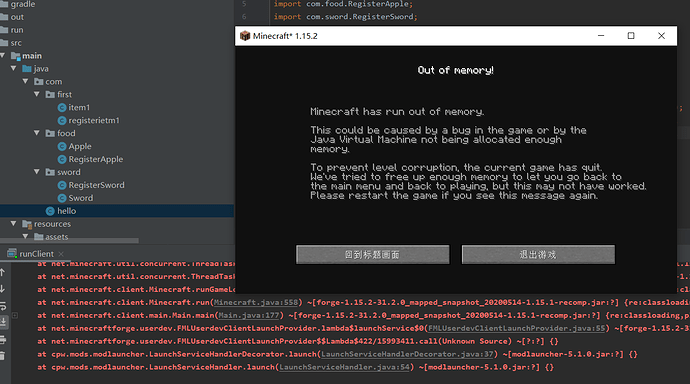 gradle
out
run
src
main
java
com
first
item1
registerietm1
food
Apple
RegisterApple
sword
RegisterSword
Sword
hello
resources
assets
5 import com.food.RegisterApple;
6 import com.sword.RegisterSword;
Minecraft* 1.15.2
Out of memory!
Minecraft has run out of memory.
This could be caused by a bug in the game or by the
Java Virtual Machine not being allocated enough
memory.
To prevent level corruption, the current game has quit.
We've tried to free up enough memory to let you go back to
the main menu and back to playing, but this may not have worked.
Please restart the game if you see this message again.
回到标题画面
退出游戏
runClient
at net.minecraft.util.concurrent.ThreadTas
at net.minecraft.util.concurrent.ThreadTas
at net.minecraft.client.Minecraft.runGameL
at net.minecraft.client.Minecraft.run(Minecraft.java:558) ~[forge-1.15.2-31.2.0_mapped_snapshot_20200514-1.15.1-recomp.jar:?] {re:classloading
at net.minecraft.client.main.Main.main(Main.java:177) ~[forge-1.15.2-31.2.0_mapped_snapshot_20200514-1.15.1-recomp.jar:?] {re:classloading,p
at net.minecraftforge.userdev.FMLUserdevClientLaunchProvider.lambda$launchService$0(FMLUserdevClientLaunchProvider.java:55) ~[forge-1.15.2-3
at net.minecraftforge.userdev.FMLUserdevClientLaunchProvider$$Lambda$422/15993411.call(Unknown Source) ~[?:?] {}
at cpw.mods.modlauncher.LaunchServiceHandlerDecorator.launch(LaunchServiceHandlerDecorator.java:37) ~[modlauncher-5.1.0.jar:?] {}
at cpw.mods.modlauncher.LaunchServiceHandler.launch(LaunchServiceHandler.java:54) ~[modlauncher-5.1.0.jar:?] {}